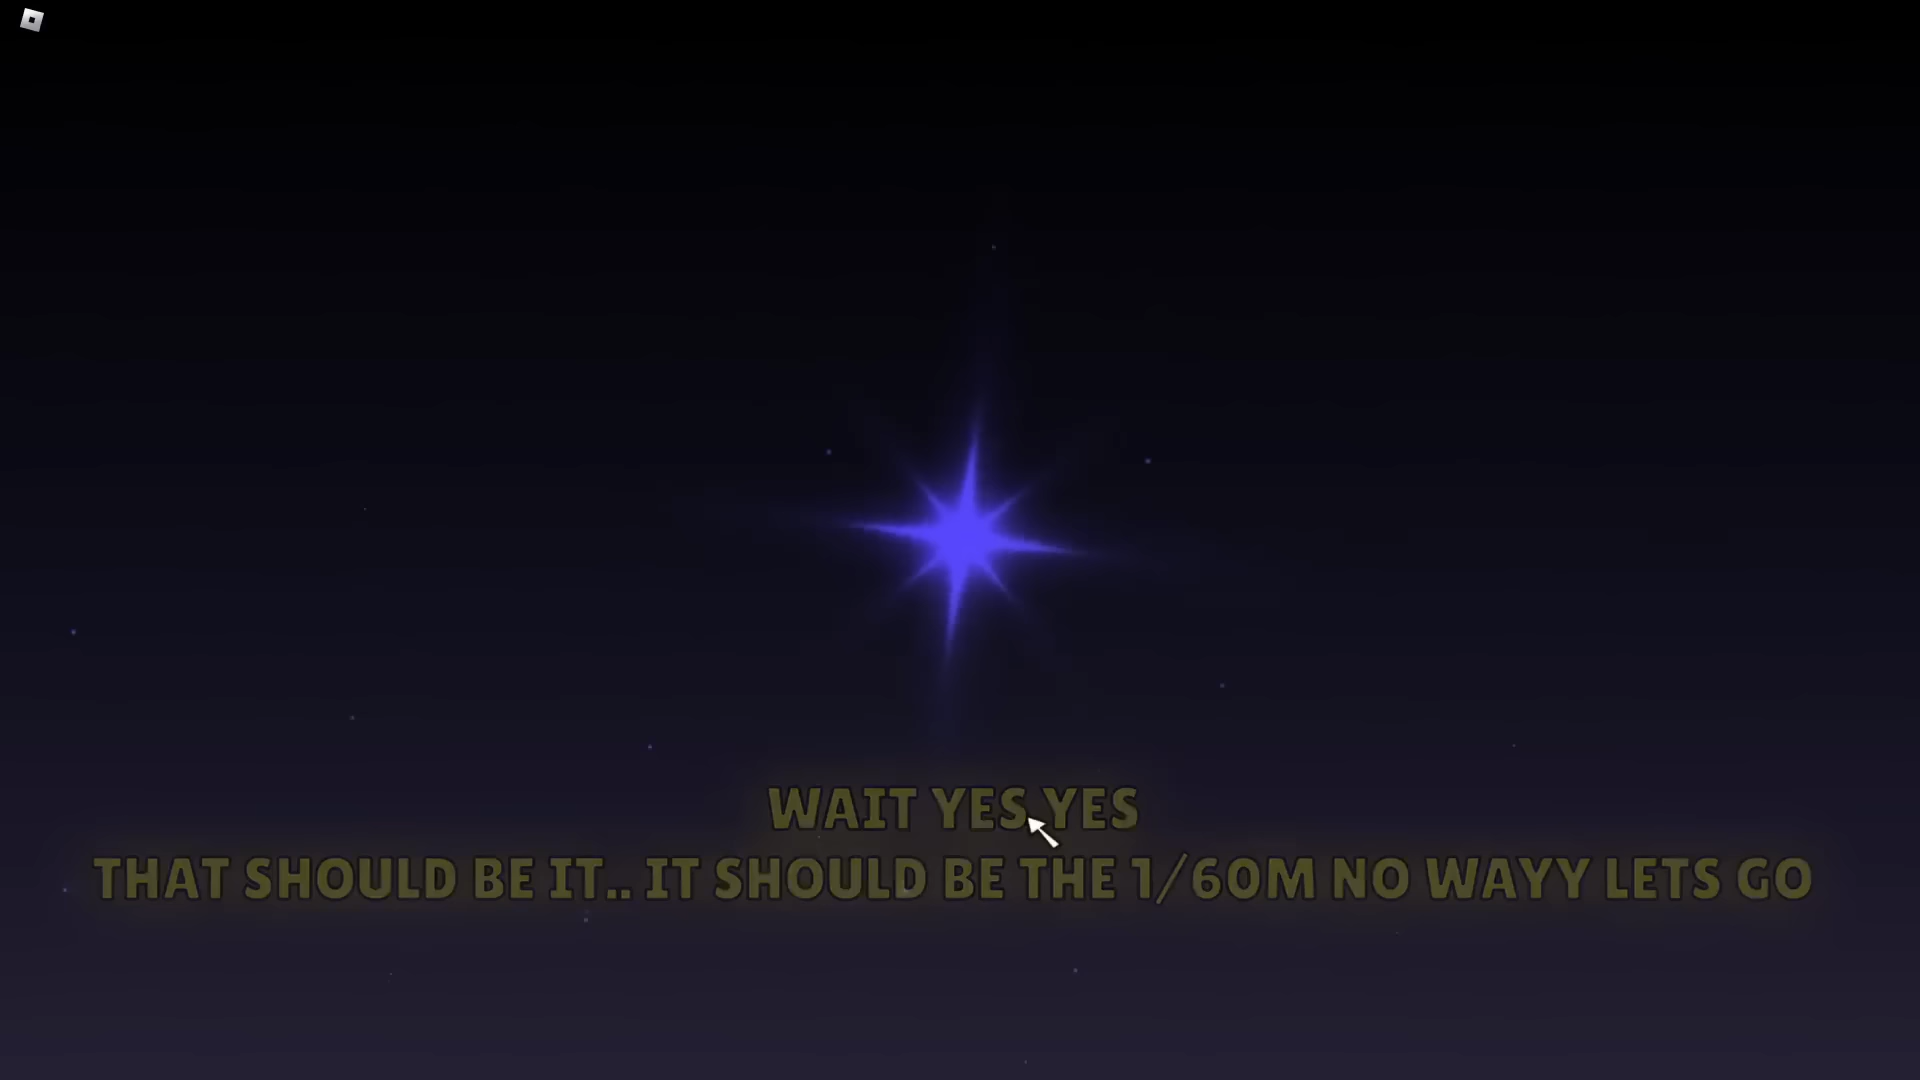 WAIT YES YES
THAT SHOULD BE IT.. IT SHOULD BE THE 1/60M NO WAYY LETS GO